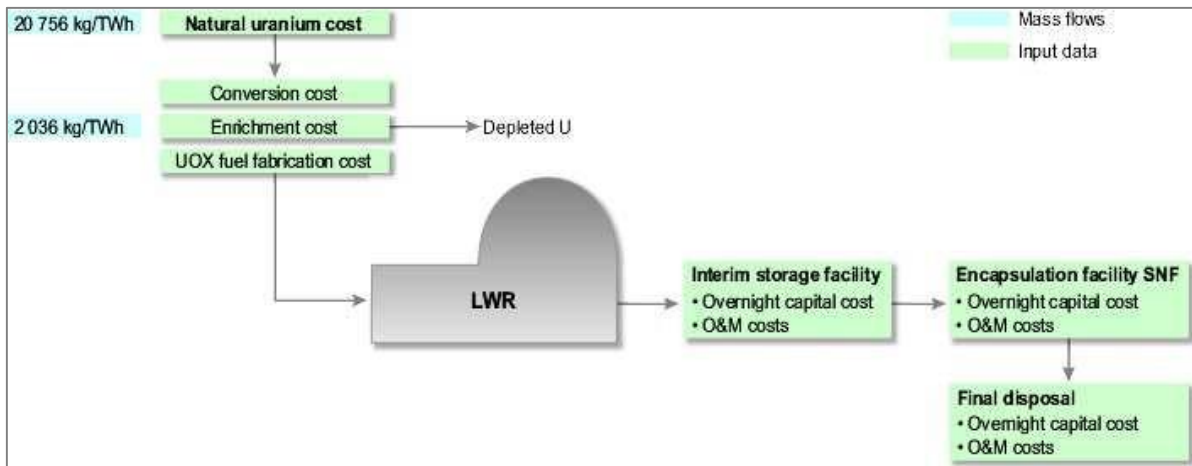 20 756 kg/TWh
Natural uranium cost
Mass flows
Input data
Conversion cost
2 036 kg/TWh
Enrichment cost
Depleted U
UOX fuel fabrication cost
LWR
Interim storage facility
• Overnight capital cost
• O&M costs
Encapsulation facility SNF
• Overnight capital cost
• O&M costs
Final disposal
• Overnight capital cost
• O&M costs